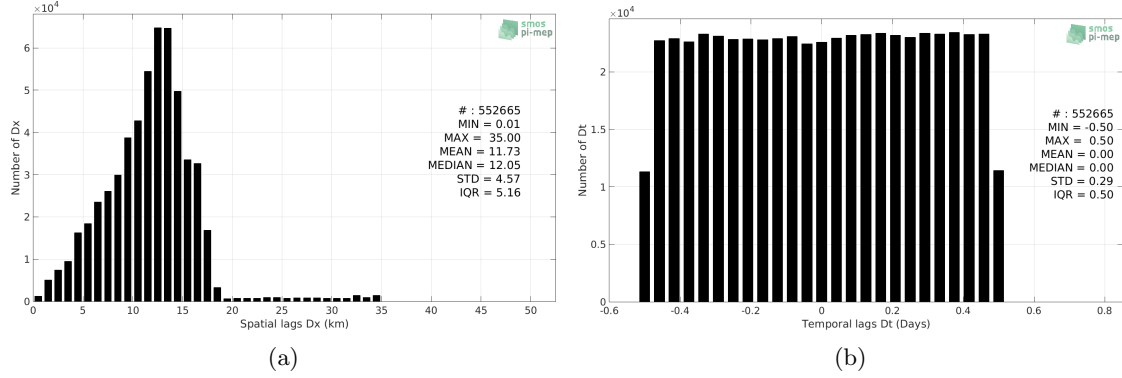 ×10⁴
smos
pi-mep
6
5
4
3
2
1
0
Number of Dx
# : 552665
MIN = 0.01
MAX = 35.00
MEAN = 11.73
MEDIAN = 12.05
STD = 4.57
IQR = 5.16
0 5 10 15 20 25 30 35 40 45 50
Spatial lags Dx (km)
(a)
×10⁴
smos
pi-mep
2
1.5
1
0.5
0
Number of Dt
# : 552665
MIN = -0.50
MAX = 0.50
MEAN = 0.00
MEDIAN = 0.00
STD = 0.29
IQR = 0.50
-0.6 -0.4 -0.2 0 0.2 0.4 0.6 0.8
Temporal lags Dt (Days)
(b)